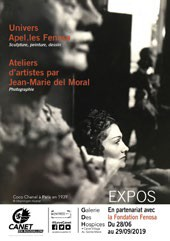 Univers
Apel.les Fenosa
Sculpture, peinture, dessin
Ateliers
d'artistes par
Jean-Marie del Moral
Photographie
Coco Chanel à Paris en 1939
EXPOS
Galerie
Des
Hospices
En partenariat avec
la Fondation Fenosa
Du 28/06
au 29/09/2019
CANET